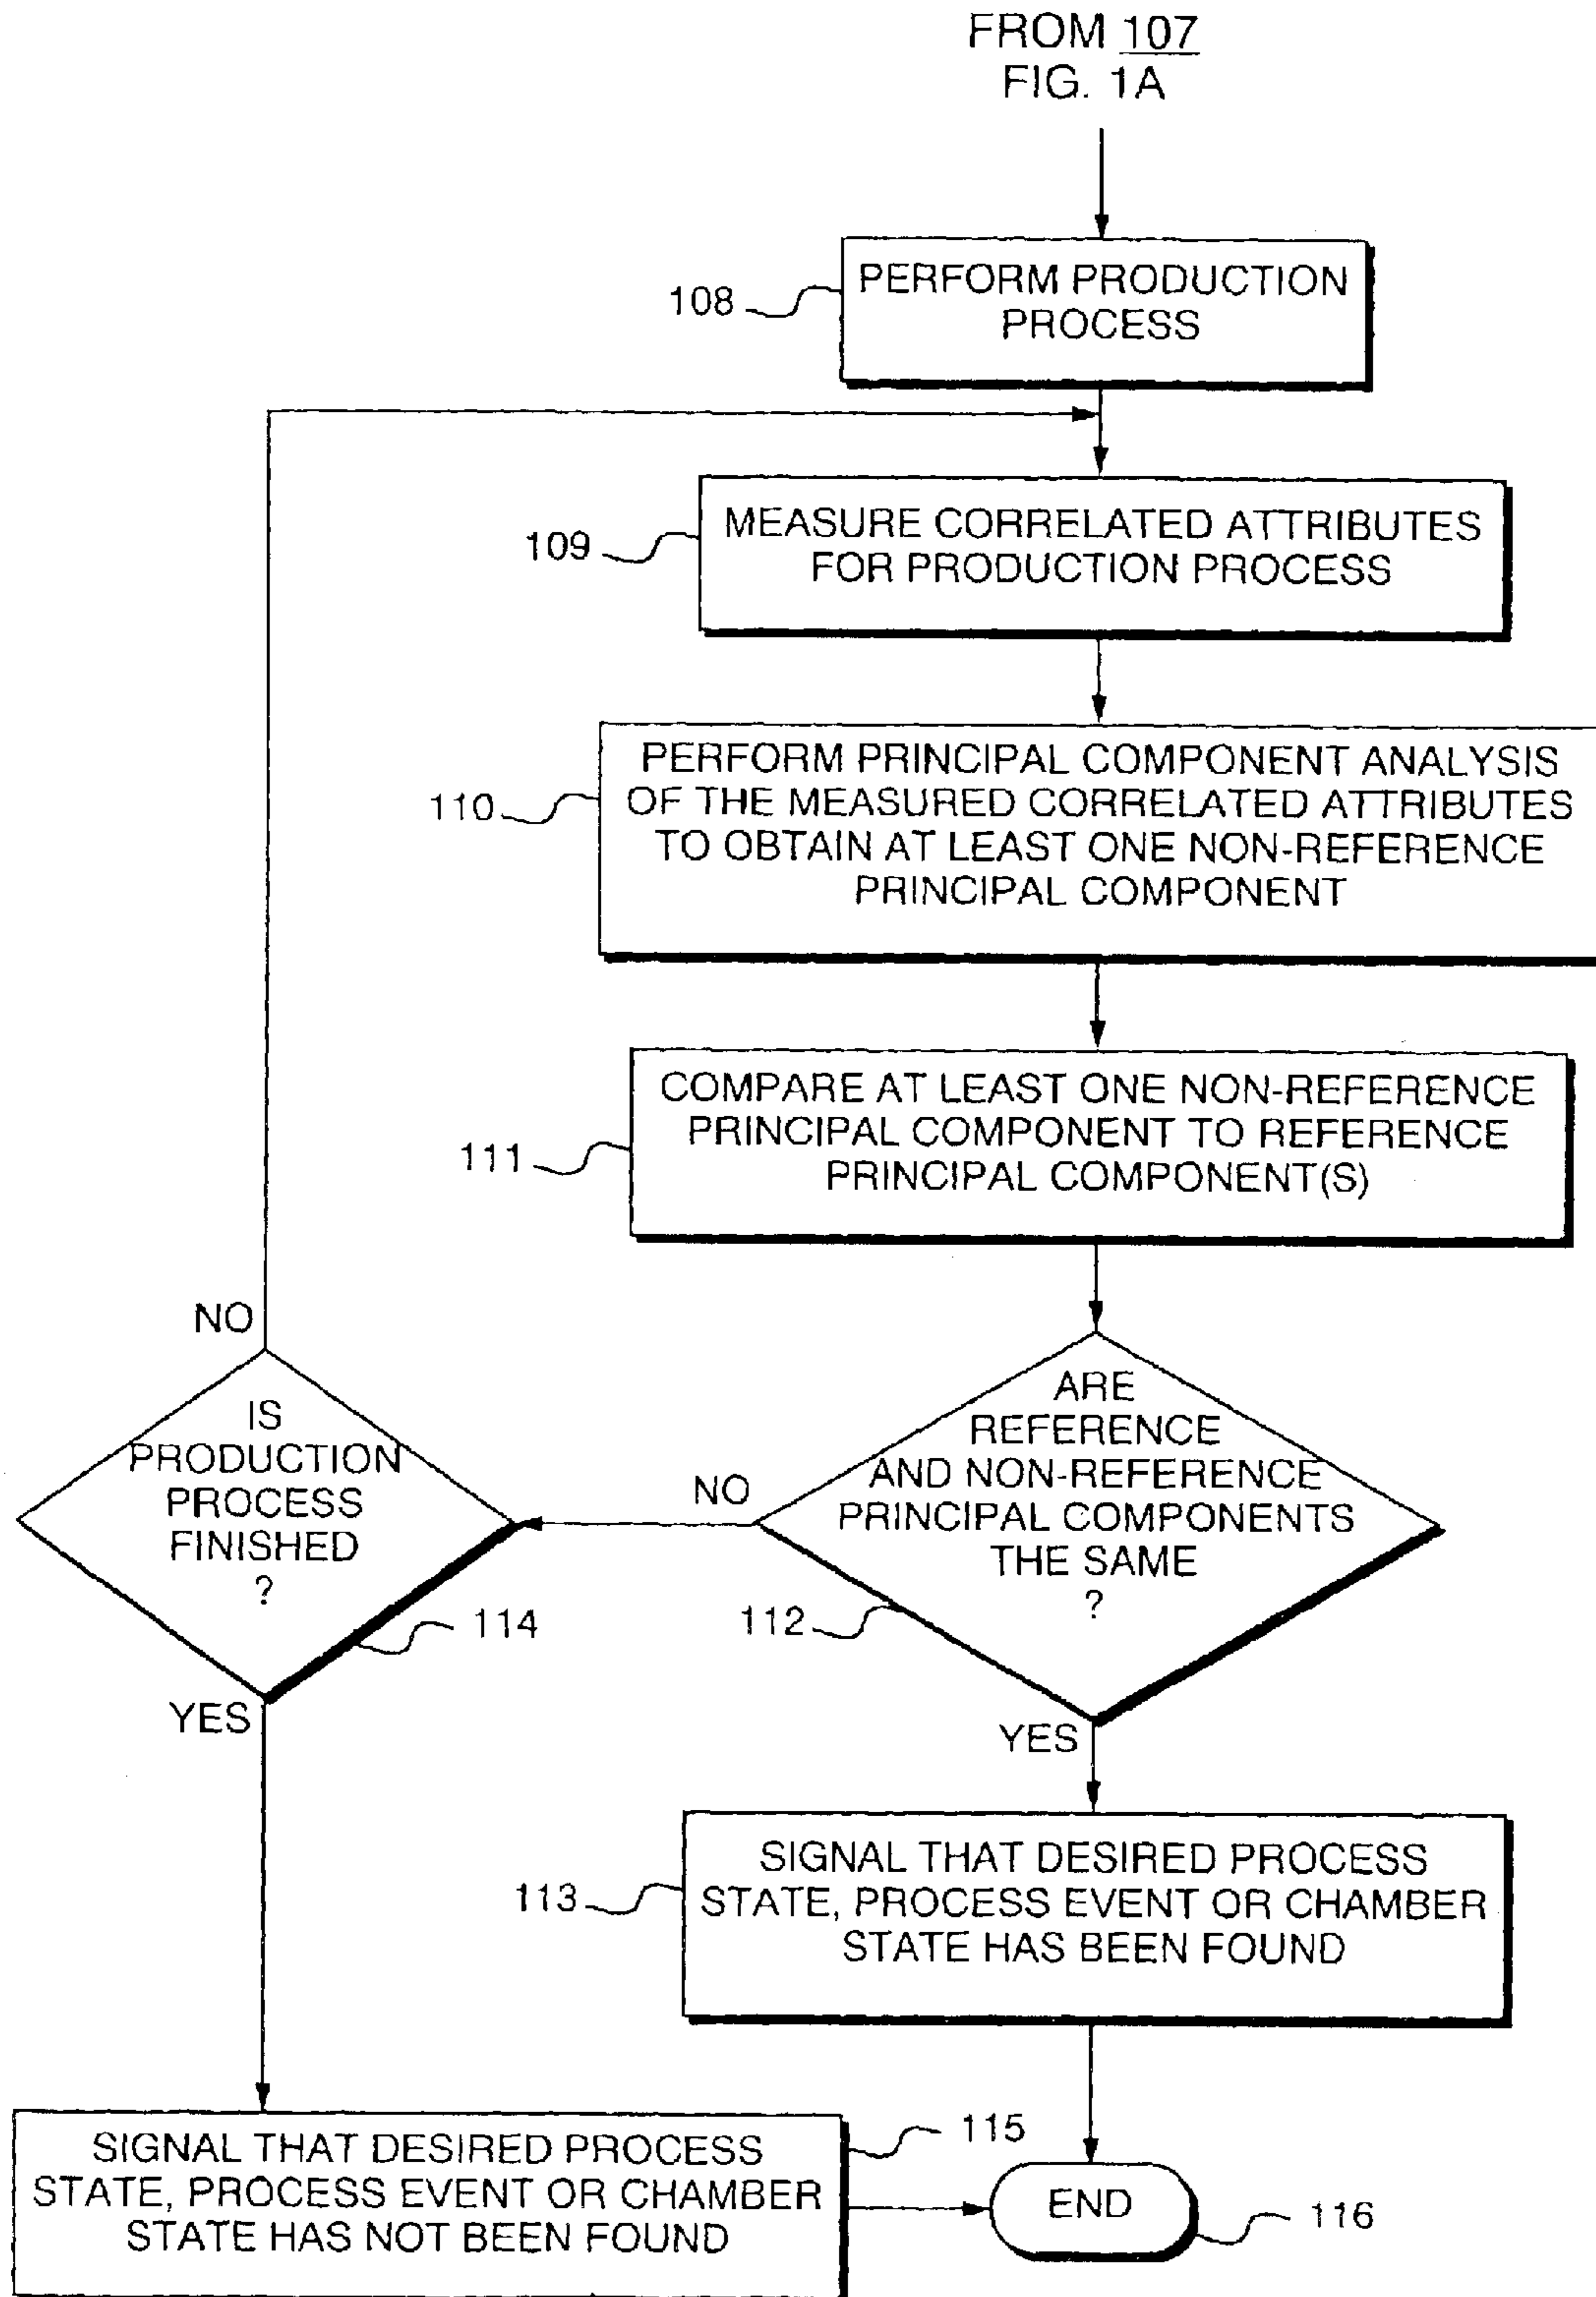 FROM 107
FIG. 1A
108
PERFORM PRODUCTION
PROCESS
109
MEASURE CORRELATED ATTRIBUTES
FOR PRODUCTION PROCESS
110
PERFORM PRINCIPAL COMPONENT ANALYSIS
OF THE MEASURED CORRELATED ATTRIBUTES
TO OBTAIN AT LEAST ONE NON-REFERENCE
PRINCIPAL COMPONENT
111
COMPARE AT LEAST ONE NON-REFERENCE
PRINCIPAL COMPONENT TO REFERENCE
PRINCIPAL COMPONENT(S)
ARE
REFERENCE
AND NON-REFERENCE
PRINCIPAL COMPONENTS
THE SAME
?
112
NO
YES
NO
IS
PRODUCTION
PROCESS
FINISHED
?
114
YES
113
SIGNAL THAT DESIRED PROCESS
STATE, PROCESS EVENT OR CHAMBER
STATE HAS BEEN FOUND
SIGNAL THAT DESIRED PROCESS
STATE, PROCESS EVENT OR CHAMBER
STATE HAS NOT BEEN FOUND
115
END
116